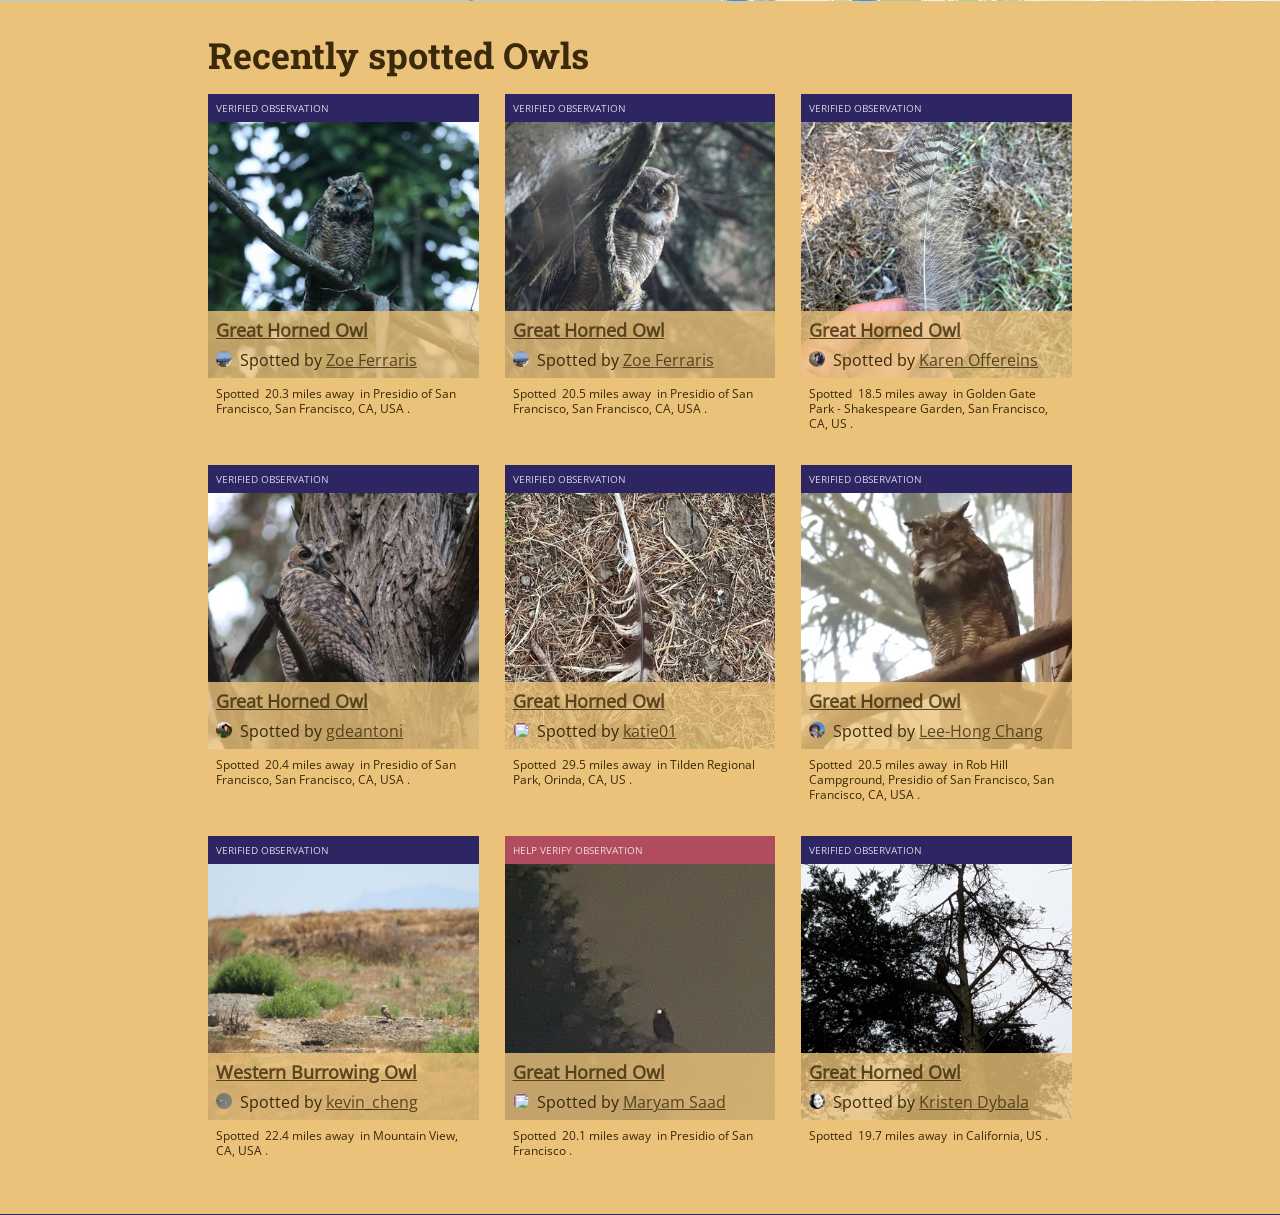 Recently spotted Owls
VERIFIED OBSERVATION
Great Horned Owl
Spotted by Zoe Ferraris
Spotted 20.3 miles away in Presidio of San
Francisco, San Francisco, CA, USA .
VERIFIED OBSERVATION
Great Horned Owl
Spotted by Zoe Ferraris
Spotted 20.5 miles away in Presidio of San
Francisco, San Francisco, CA, USA .
VERIFIED OBSERVATION
Great Horned Owl
Spotted by Karen Offereins
Spotted 18.5 miles away in Golden Gate
Park - Shakespeare Garden, San Francisco,
CA, US .
VERIFIED OBSERVATION
Great Horned Owl
Spotted by gdeantoni
Spotted 20.4 miles away in Presidio of San
Francisco, San Francisco, CA, USA .
VERIFIED OBSERVATION
Great Horned Owl
Spotted by katie01
Spotted 29.5 miles away in Tilden Regional
Park, Orinda, CA, US .
VERIFIED OBSERVATION
Great Horned Owl
Spotted by Lee-Hong Chang
Spotted 20.5 miles away in Rob Hill
Campground, Presidio of San Francisco, San
Francisco, CA, USA .
VERIFIED OBSERVATION
Western Burrowing Owl
Spotted by kevin_cheng
Spotted 22.4 miles away in Mountain View,
CA, USA .
HELP VERIFY OBSERVATION
Great Horned Owl
Spotted by Maryam Saad
Spotted 20.1 miles away in Presidio of San
Francisco .
VERIFIED OBSERVATION
Great Horned Owl
Spotted by Kristen Dybala
Spotted 19.7 miles away in California, US .